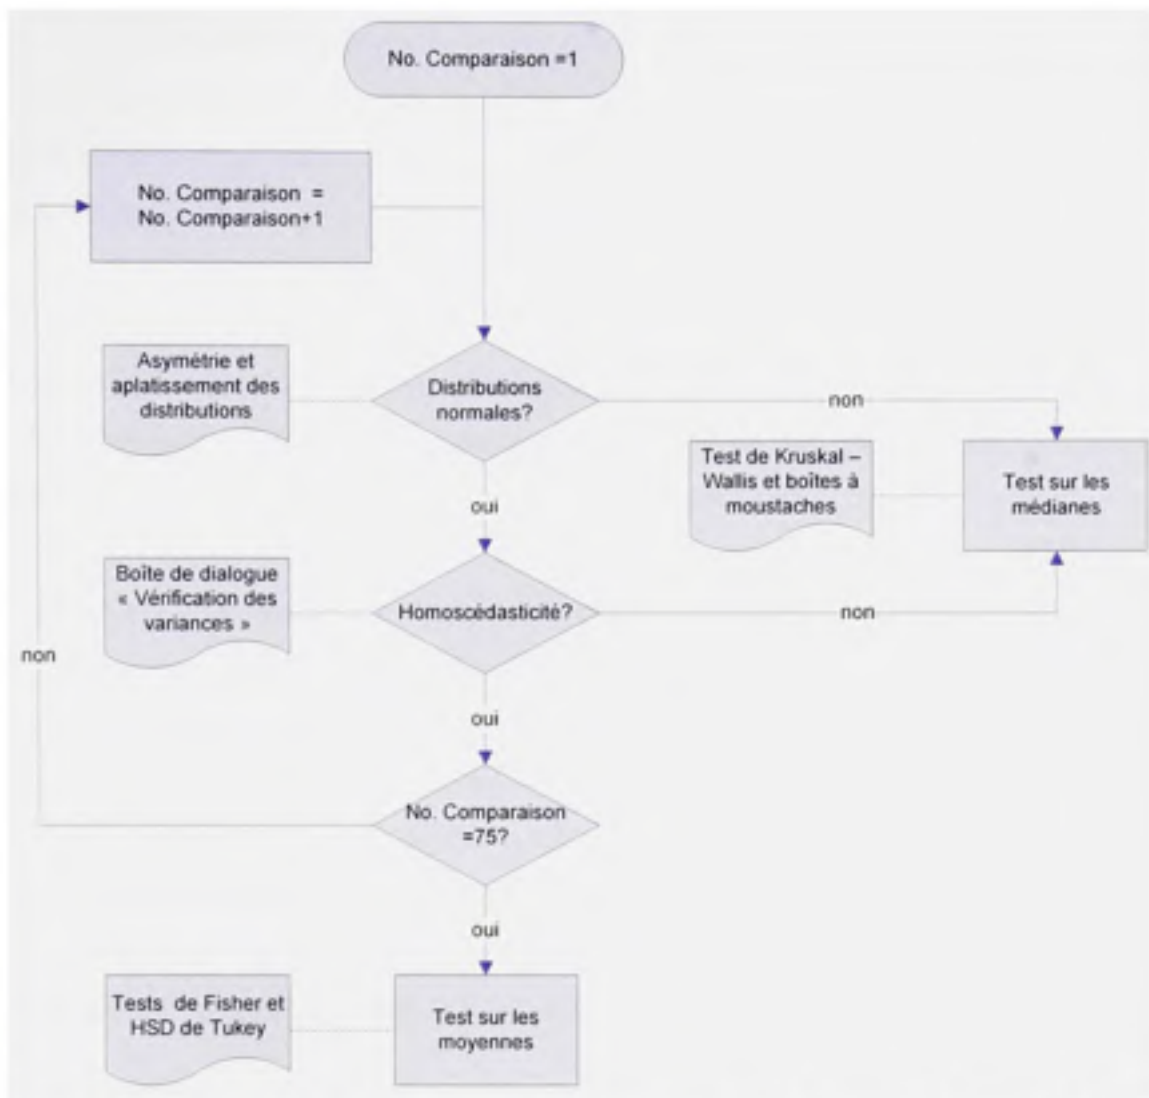 No. Comparaison =1
No. Comparaison =
No. Comparaison+1
Asymétrie et
aplatissement des
distributions
Distributions
normales?
non
Test de Kruskal –
Wallis et boîtes à
moustaches
Test sur les
médianes
oui
Boîte de dialogue
« Vérification des
variances »
Homoscédasticité?
non
non
oui
No. Comparaison
=75?
oui
Tests de Fisher et
HSD de Tukey
Test sur les
moyennes